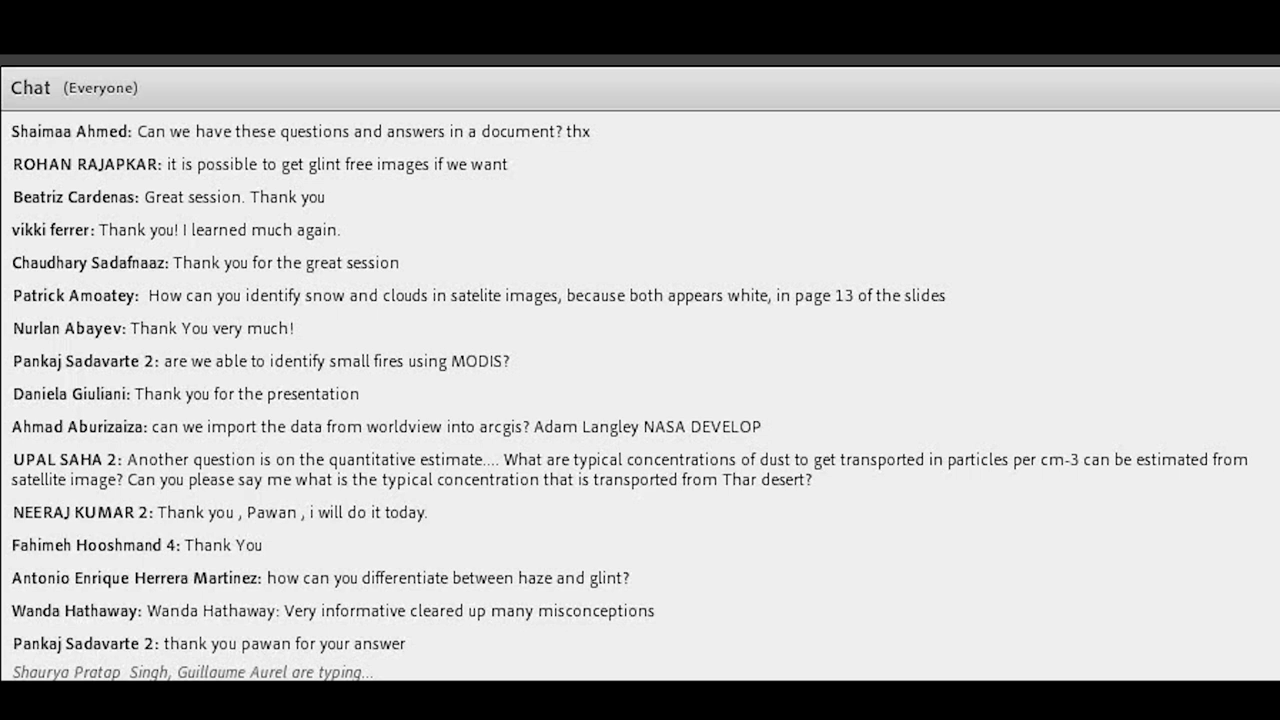 Chat (Everyone)
Shaimaa Ahmed: Can we have these questions and answers in a document? thx
ROHAN RAJAPKAR: it is possible to get glint free images if we want
Beatriz Cardenas: Great session. Thank you
vikki ferrer: Thank you! I learned much again.
Chaudhary Sadafnaaz: Thank you for the great session
Patrick Amoatey:  How can you identify snow and clouds in satelite images, because both appears white, in page 13 of the slides
Nurlan Abayev: Thank You very much!
Pankaj Sadavarte 2: are we able to identify small fires using MODIS?
Daniela Giuliani: Thank you for the presentation
Ahmad Aburizaiza: can we import the data from worldview into arcgis? Adam Langley NASA DEVELOP
UPAL SAHA 2: Another question is on the quantitative estimate.... What are typical concentrations of dust to get transported in particles per cm-3 can be estimated from
satellite image? Can you please say me what is the typical concentration that is transported from Thar desert?
NEERAJ KUMAR 2: Thank you , Pawan , i will do it today.
Fahimeh Hooshmand 4: Thank You
Antonio Enrique Herrera Martinez: how can you differentiate between haze and glint?
Wanda Hathaway: Wanda Hathaway: Very informative cleared up many misconceptions
Pankaj Sadavarte 2: thank you pawan for your answer
Shaurya Pratap  Singh, Guillaume Aurel are typing...